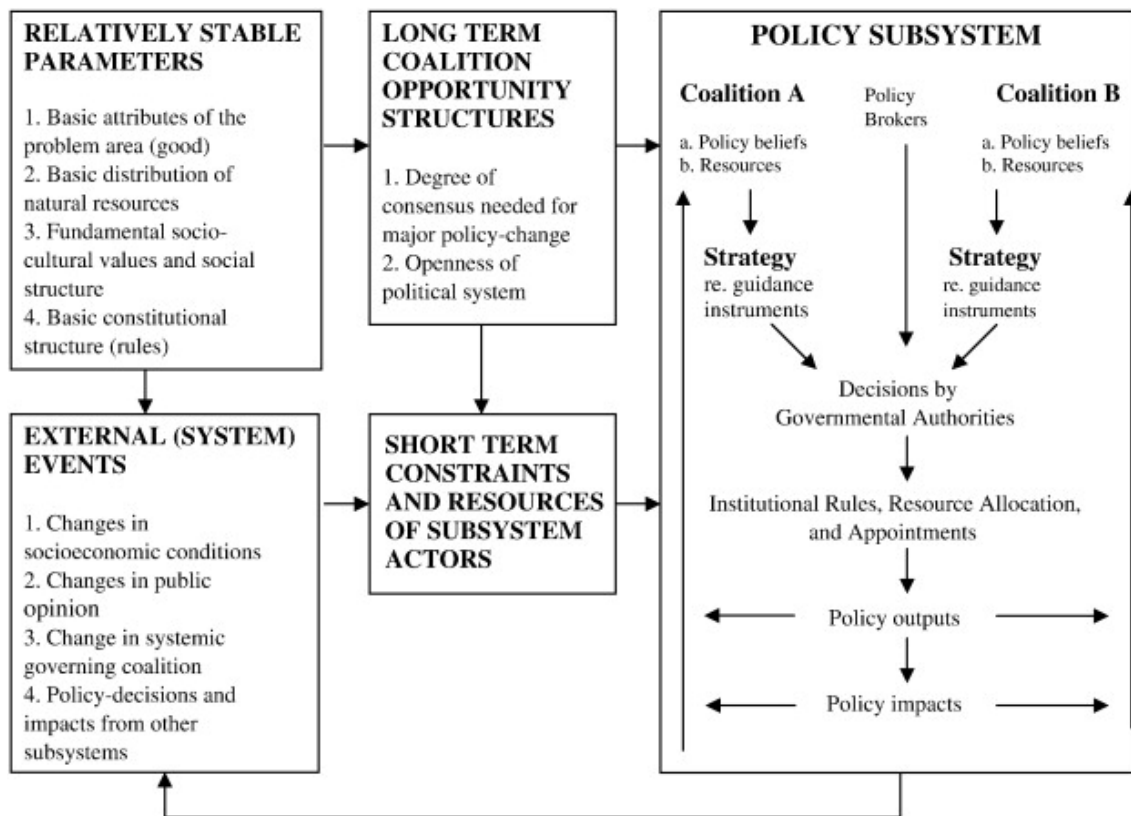 RELATIVELY STABLE
PARAMETERS
1. Basic attributes of the
problem area (good)
2. Basic distribution of
natural resources
3. Fundamental socio-
cultural values and social
structure
4. Basic constitutional
structure (rules)
LONG TERM
COALITION
OPPORTUNITY
STRUCTURES
1. Degree of
consensus needed for
major policy-change
2. Openness of
political system
EXTERNAL (SYSTEM)
EVENTS
1. Changes in
socioeconomic conditions
2. Changes in public
opinion
3. Change in systemic
governing coalition
4. Policy-decisions and
impacts from other
subsystems
SHORT TERM
CONSTRAINTS
AND RESOURCES
OF SUBSYSTEM
ACTORS
POLICY SUBSYSTEM
Coalition A
a. Policy beliefs
b. Resources
Strategy
re. guidance
instruments
Policy
Brokers
Coalition B
a. Policy beliefs
b. Resources
Strategy
re. guidance
instruments
Decisions by
Governmental Authorities
Institutional Rules, Resource Allocation,
and Appointments
Policy outputs
Policy impacts